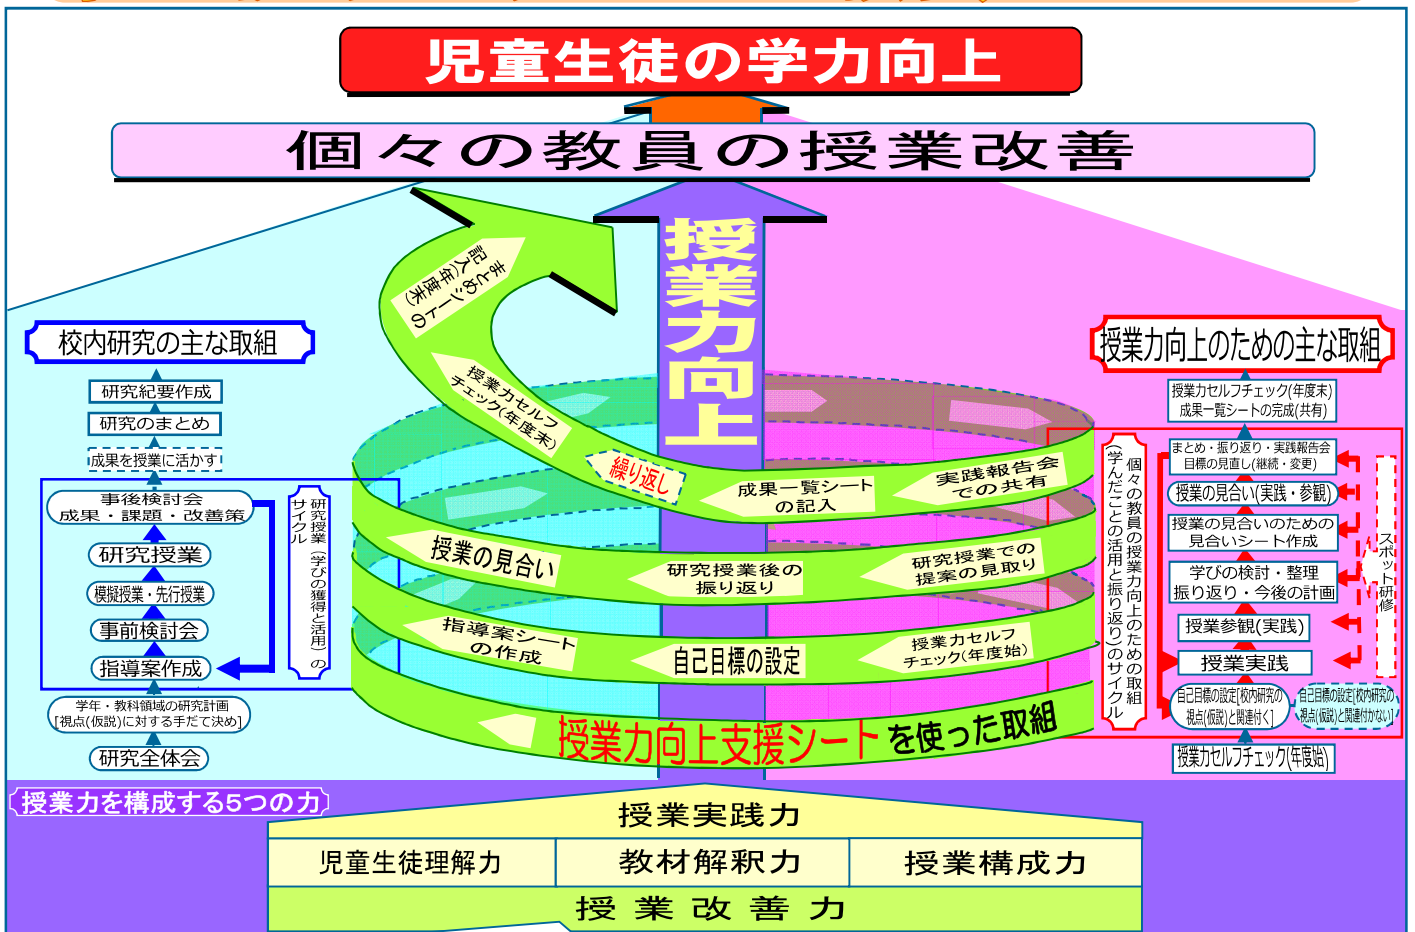 児童生徒の学力向上
個々の教員の授業改善
授業力向上
まとめシートの
記入(年度末)
授業力セルフ
チェック(年度末)
繰り返し
成果一覧シート
の記入
実践報告会
での共有
授業の見合い
研究授業後の
振り返り
研究授業での
提案の見取り
指導案シート
の作成
自己目標の設定
授業力セルフ
チェック(年度始)
授業力向上支援シートを使った取組
校内研究の主な取組
研究紀要作成
研究のまとめ
成果を授業に活かす
事後検討会
成果・課題・改善策
研究授業
模擬授業・先行授業
事前検討会
指導案作成
学年・教科領域の研究計画
[視点(仮説)に対する手だて決め]
研究全体会
研究授業（学びの獲得と活用）の
サイクル
授業力向上のための主な取組
授業力セルフチェック(年度末)
成果一覧シートの完成(共有)
まとめ・振り返り・実践報告会
目標の見直し(継続・変更)
授業の見合い(実践・参観)
授業の見合いのための
見合いシート作成
学びの検討・整理
振り返り・今後の計画
授業参観(実践)
授業実践
自己目標の設定[校内研究の
視点(仮説)と関連付く]
自己目標の設定[校内研究の
視点(仮説)と関連付かない]
授業力セルフチェック(年度始)
個々の教員の授業力向上のための取組
(学んだことの活用と振り返り)のサイクル
スポット研修
授業力を構成する5つの力
授業実践力
児童生徒理解力
教材解釈力
授業構成力
授業改善力